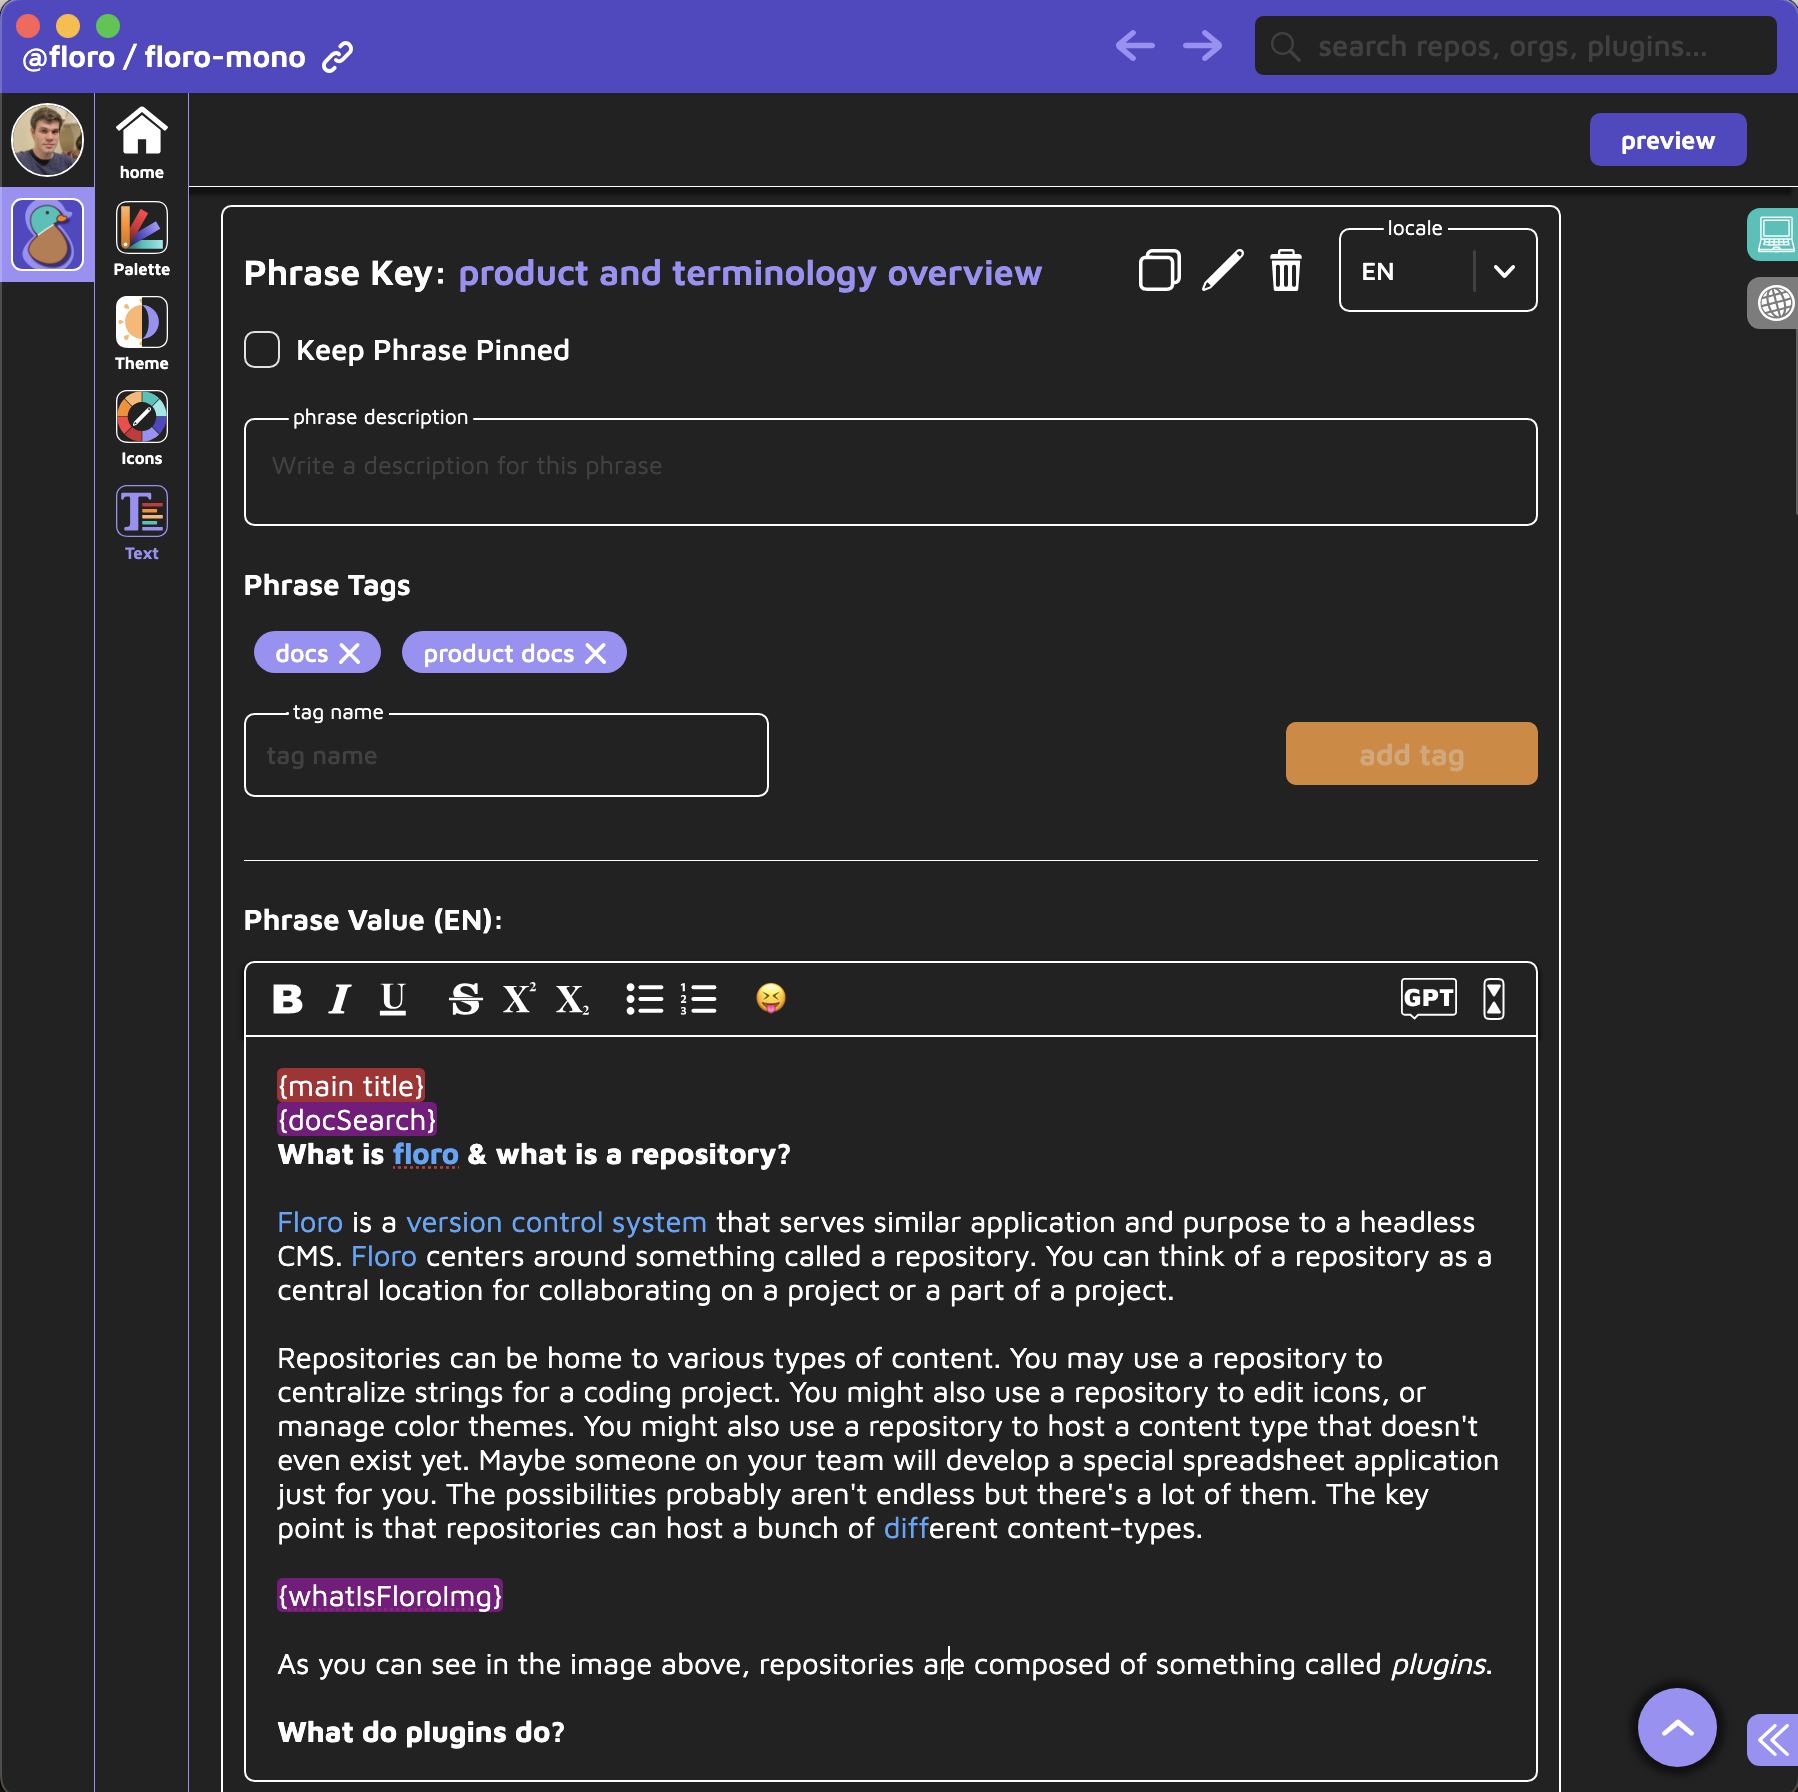 @floro / floro-mono
search repos, orgs, plugins...
home
Palette
Theme
Icons
Text
preview
Phrase Key: product and terminology overview
locale
EN
Keep Phrase Pinned
phrase description
Write a description for this phrase
Phrase Tags
docs
product docs
tag name
tag name
add tag
Phrase Value (EN):
B I U S X² X₂
1
2
3
GPT
{main title}
{docSearch}
What is floro & what is a repository?
Floro is a version control system that serves similar application and purpose to a headless
CMS. Floro centers around something called a repository. You can think of a repository as a
central location for collaborating on a project or a part of a project.
Repositories can be home to various types of content. You may use a repository to
centralize strings for a coding project. You might also use a repository to edit icons, or
manage color themes. You might also use a repository to host a content type that doesn't
even exist yet. Maybe someone on your team will develop a special spreadsheet application
just for you. The possibilities probably aren't endless but there's a lot of them. The key
point is that repositories can host a bunch of different content-types.
{whatIsFloroImg}
As you can see in the image above, repositories are composed of something called plugins.
What do plugins do?